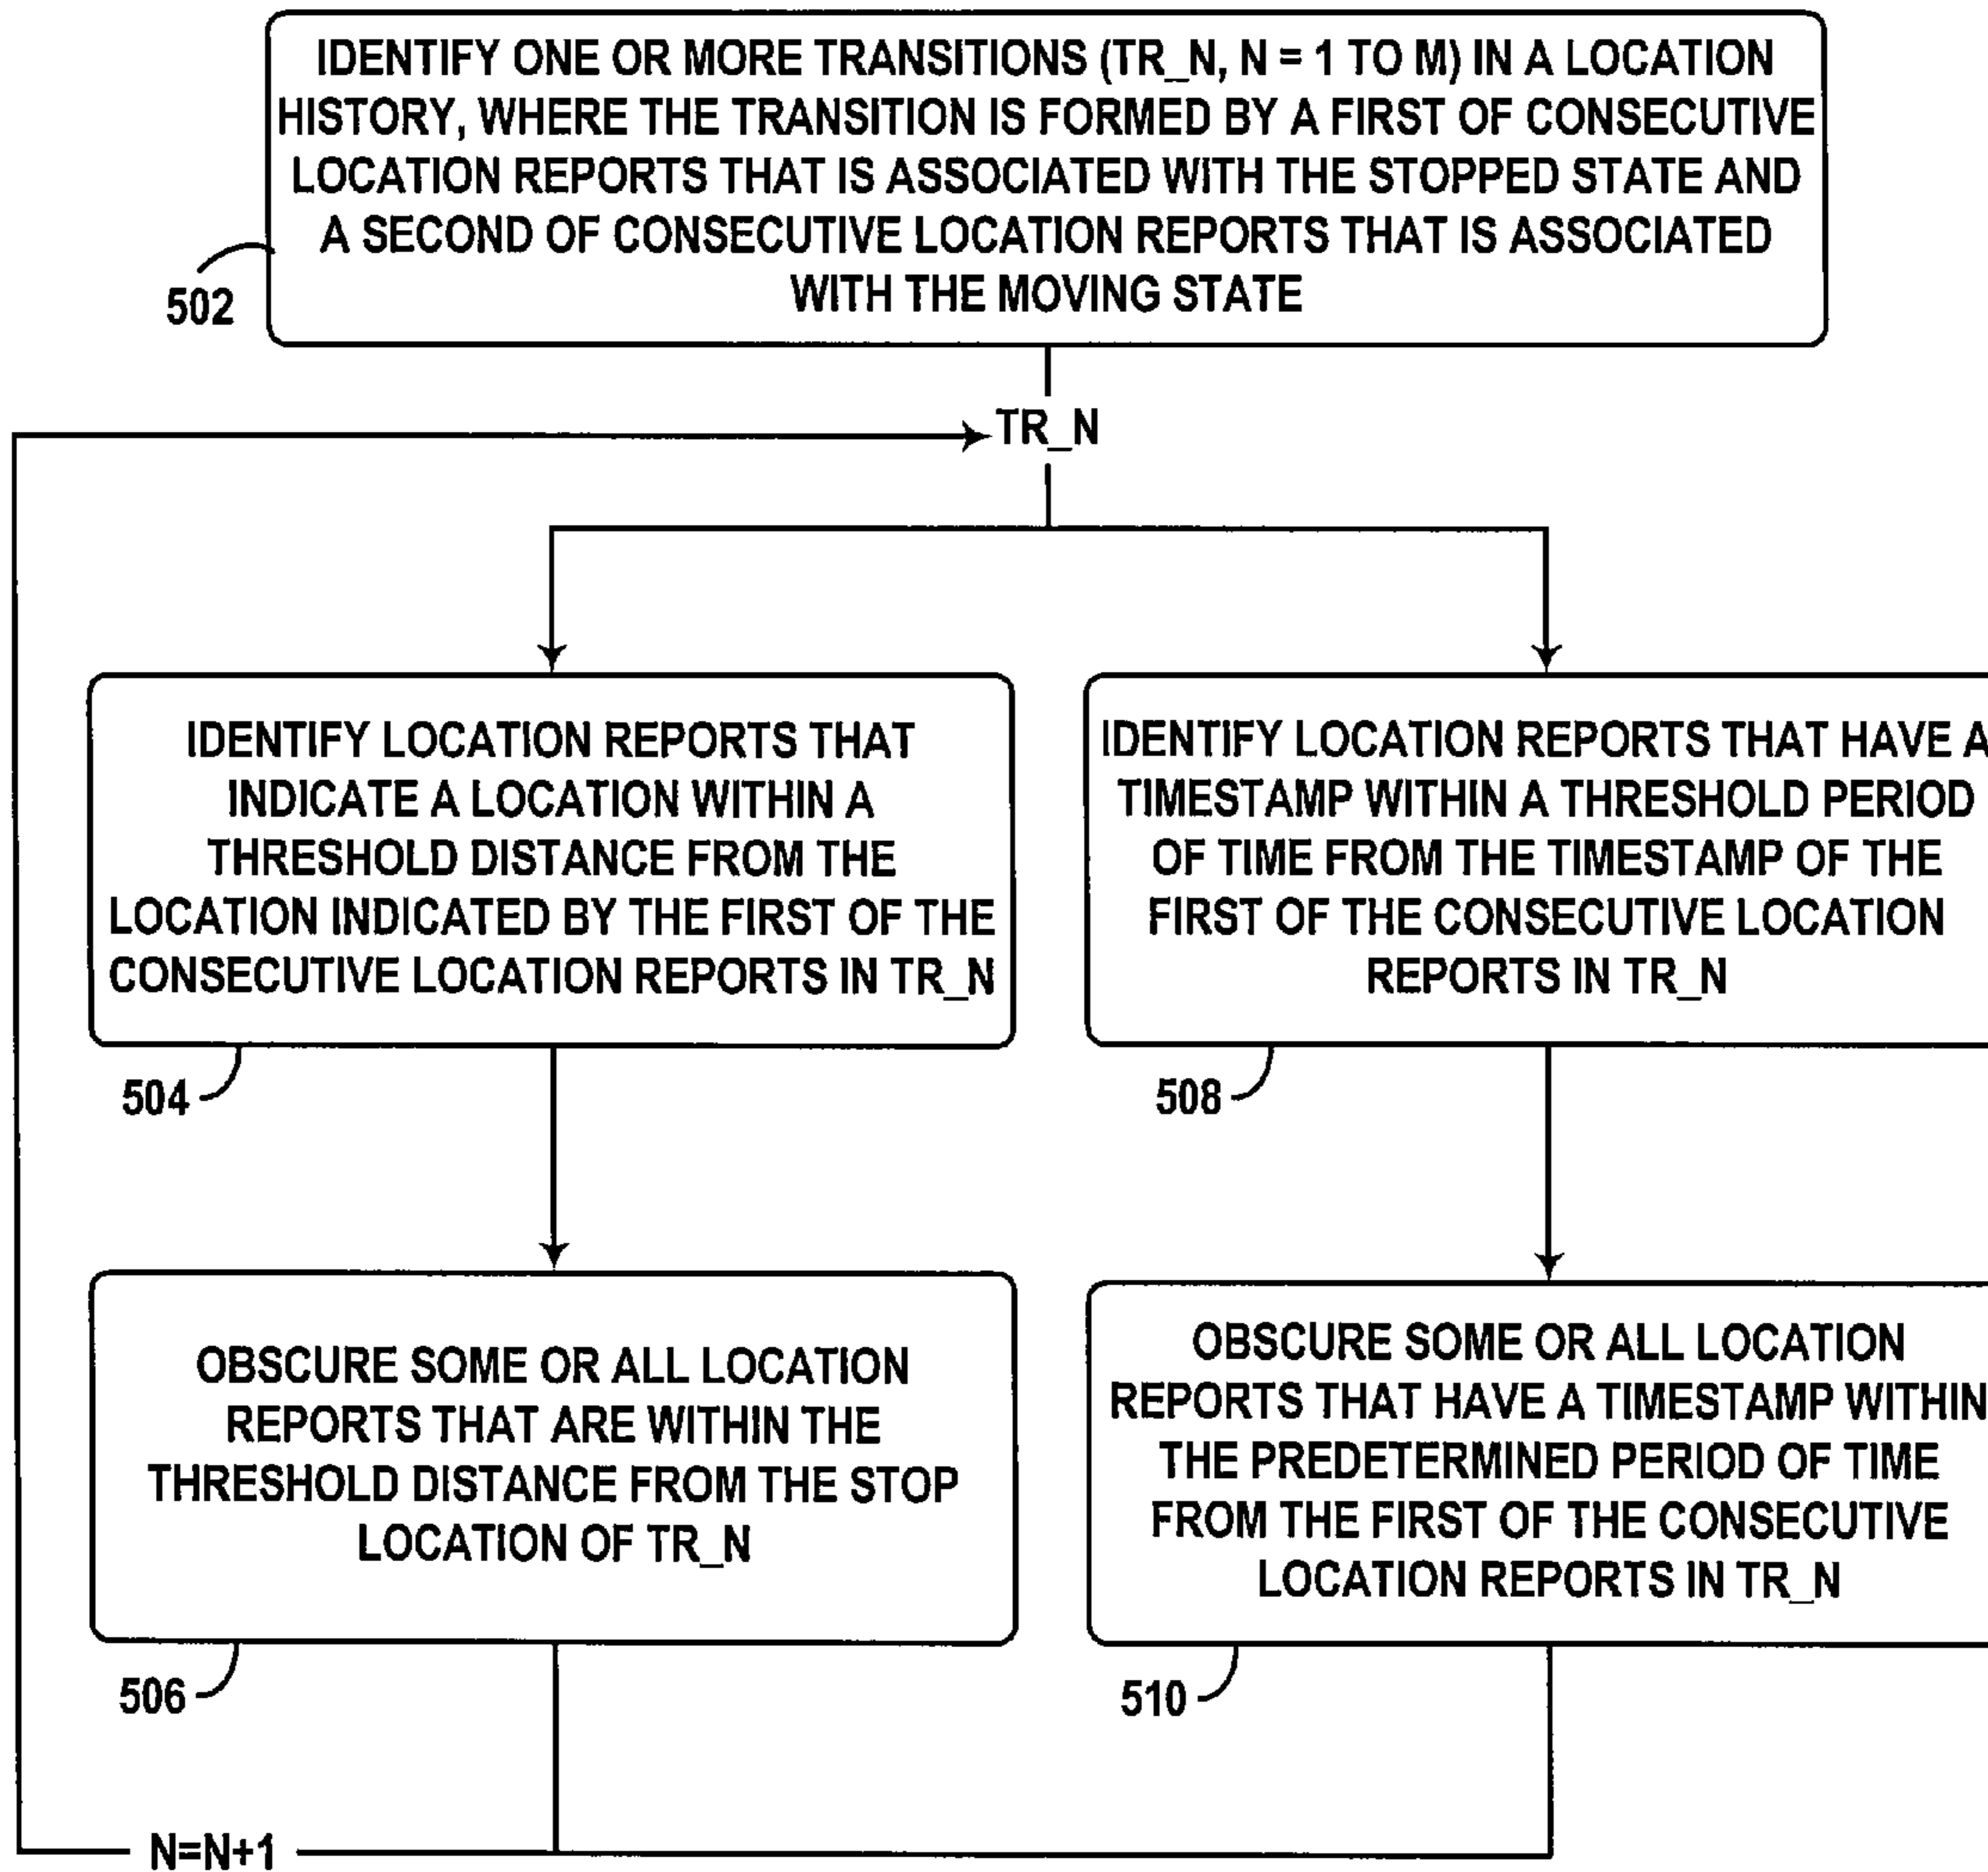 IDENTIFY ONE OR MORE TRANSITIONS (TR_N, N = 1 TO M) IN A LOCATION
HISTORY, WHERE THE TRANSITION IS FORMED BY A FIRST OF CONSECUTIVE
LOCATION REPORTS THAT IS ASSOCIATED WITH THE STOPPED STATE AND
A SECOND OF CONSECUTIVE LOCATION REPORTS THAT IS ASSOCIATED
WITH THE MOVING STATE
502
TR_N
IDENTIFY LOCATION REPORTS THAT
INDICATE A LOCATION WITHIN A
THRESHOLD DISTANCE FROM THE
LOCATION INDICATED BY THE FIRST OF THE
CONSECUTIVE LOCATION REPORTS IN TR_N
504
IDENTIFY LOCATION REPORTS THAT HAVE A
TIMESTAMP WITHIN A THRESHOLD PERIOD
OF TIME FROM THE TIMESTAMP OF THE
FIRST OF THE CONSECUTIVE LOCATION
REPORTS IN TR_N
508
OBSCURE SOME OR ALL LOCATION
REPORTS THAT ARE WITHIN THE
THRESHOLD DISTANCE FROM THE STOP
LOCATION OF TR_N
506
OBSCURE SOME OR ALL LOCATION
REPORTS THAT HAVE A TIMESTAMP WITHIN
THE PREDETERMINED PERIOD OF TIME
FROM THE FIRST OF THE CONSECUTIVE
LOCATION REPORTS IN TR_N
510
N=N+1